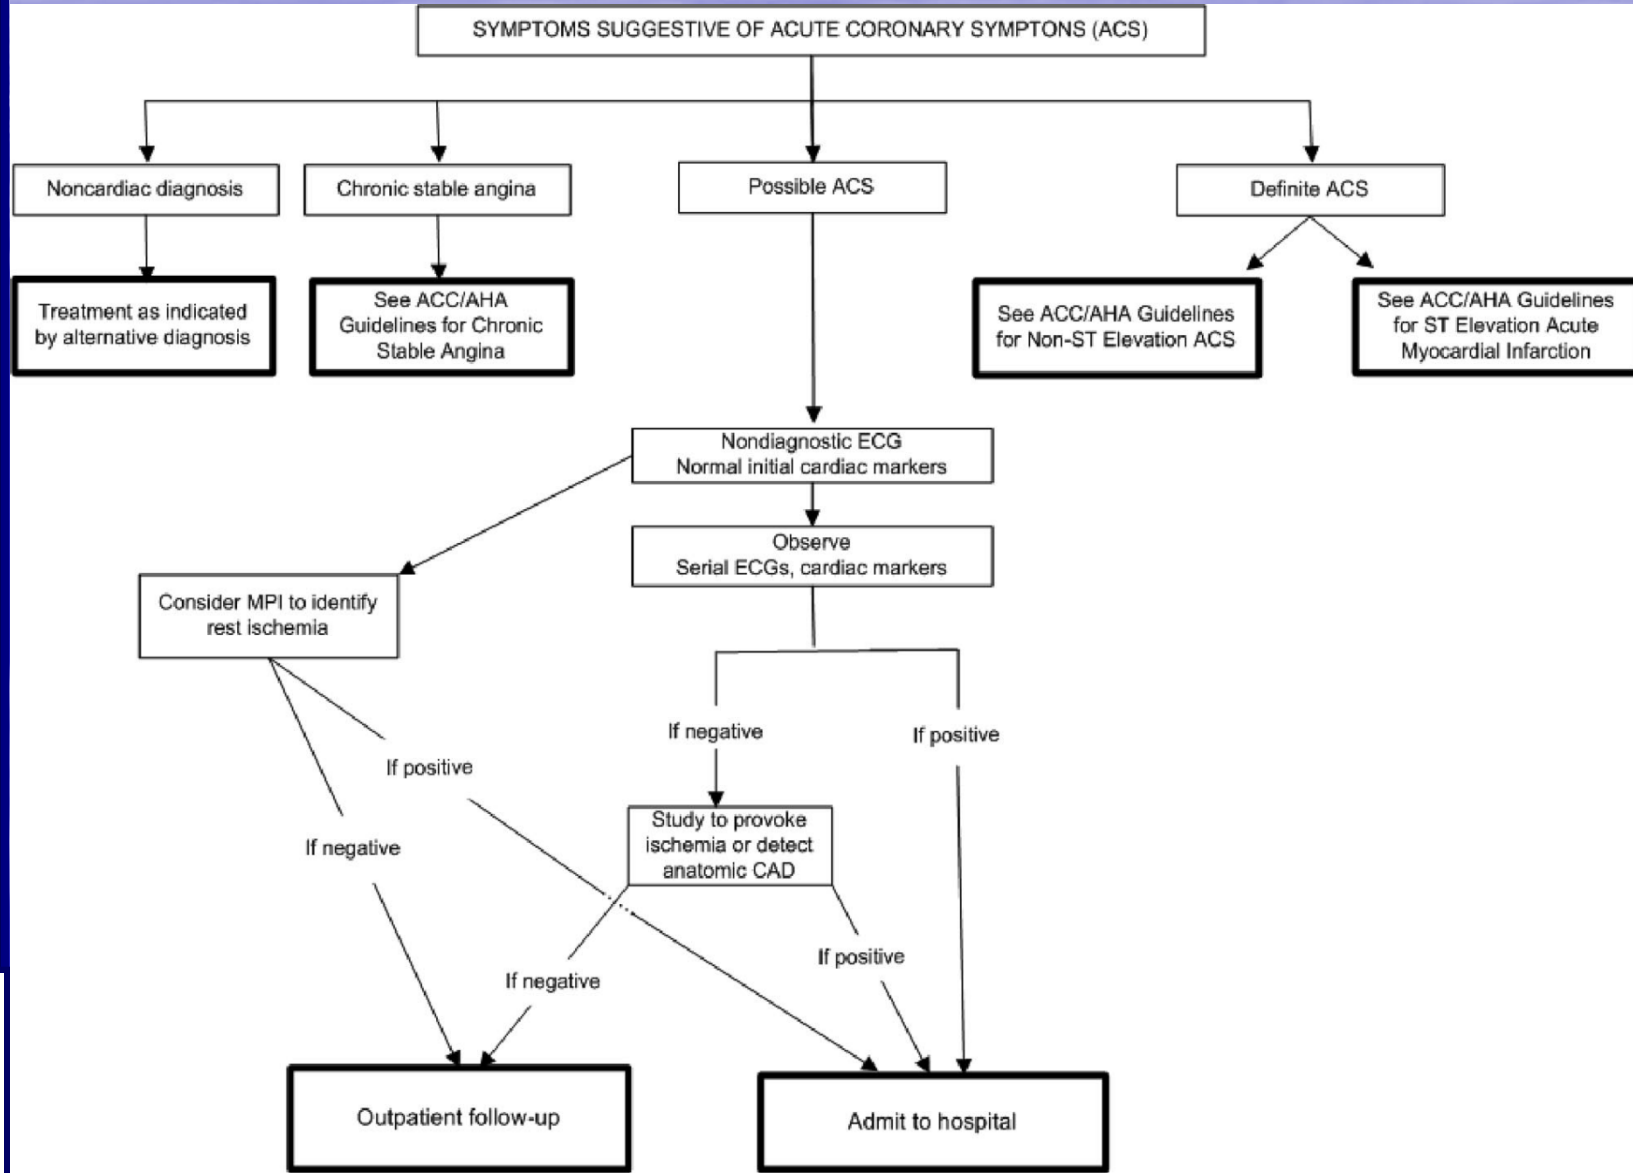 SYMPTOMS SUGGESTIVE OF ACUTE CORONARY SYMPTONS (ACS)
Noncardiac diagnosis
Chronic stable angina
Possible ACS
Definite ACS
Treatment as indicated
by alternative diagnosis
See ACC/AHA
Guidelines for Chronic
Stable Angina
See ACC/AHA Guidelines
for Non-ST Elevation ACS
See ACC/AHA Guidelines
for ST Elevation Acute
Myocardial Infarction
Nondiagnostic ECG
Normal initial cardiac markers
Observe
Serial ECGs, cardiac markers
Consider MPI to identify
rest ischemia
If negative
If positive
If positive
If negative
Study to provoke
ischemia or detect
anatomic CAD
If positive
If negative
Outpatient follow-up
Admit to hospital